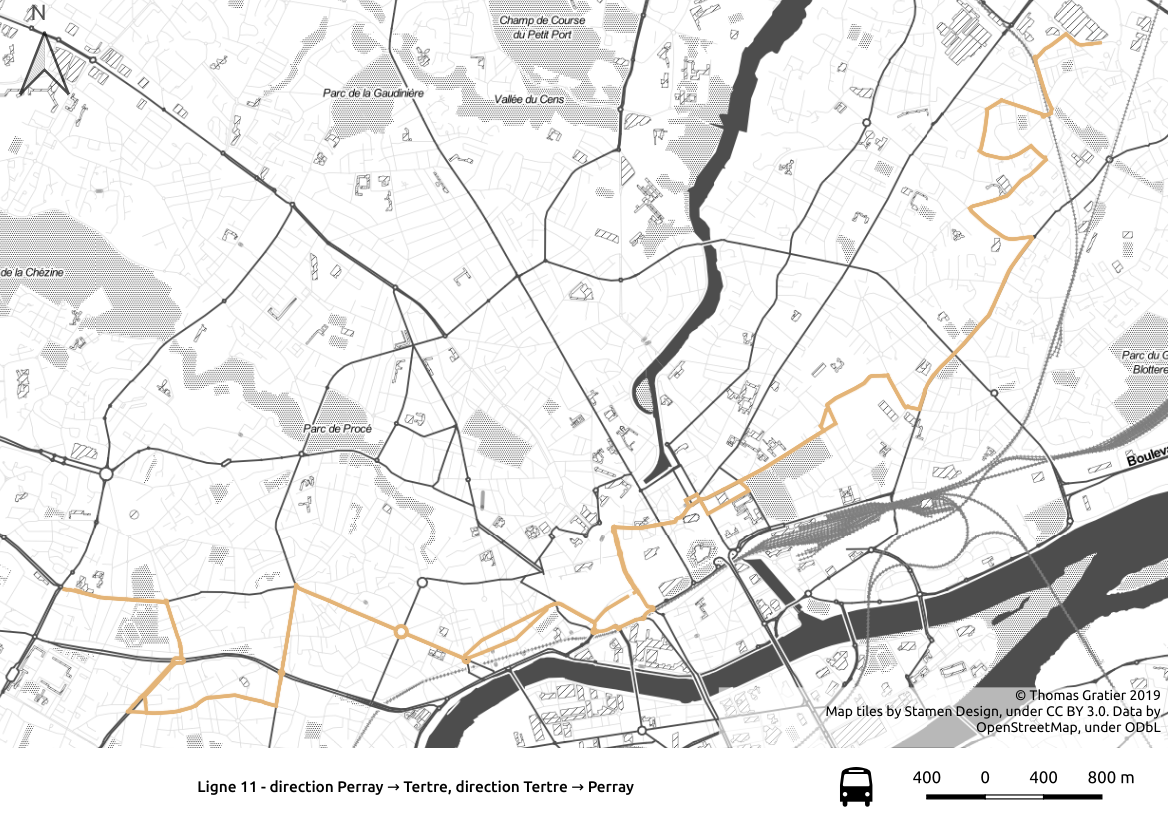 N
Champ de Course
du Petit Port
Parc de la Gaudinière
Vallée du Cens
de la Chézine
Parc du G
Blottere
Parc de Procé
Bouleva
© Thomas Gratier 2019
Map tiles by Stamen Design, under CC BY 3.0. Data by
OpenStreetMap, under ODbL
Ligne 11 - direction Perray → Tertre, direction Tertre → Perray
400 0 400 800 m